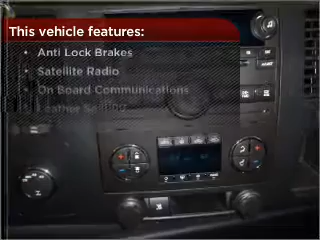 This vehicle features:
• Anti Lock Brakes
• Satellite Radio
• On Board Communications
• Leather Seating